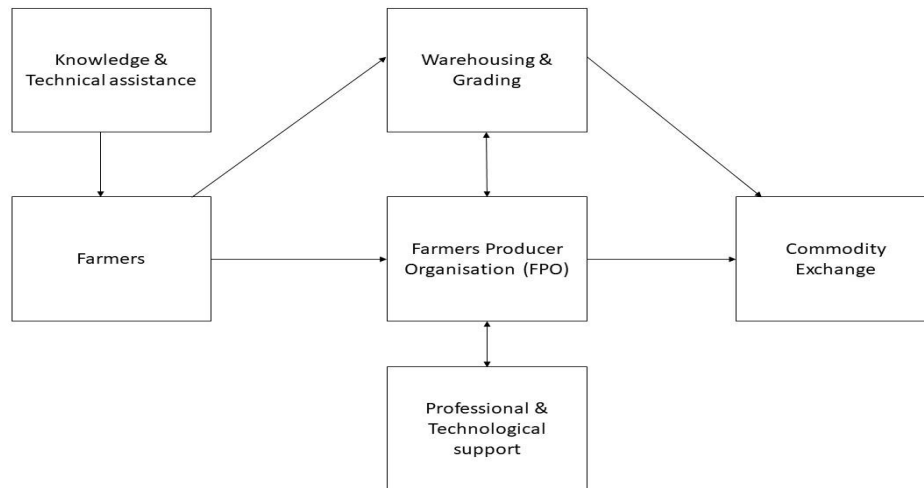 Knowledge &
Technical assistance
Warehousing &
Grading
Farmers
Farmers Producer
Organisation (FPO)
Commodity
Exchange
Professional &
Technological
support